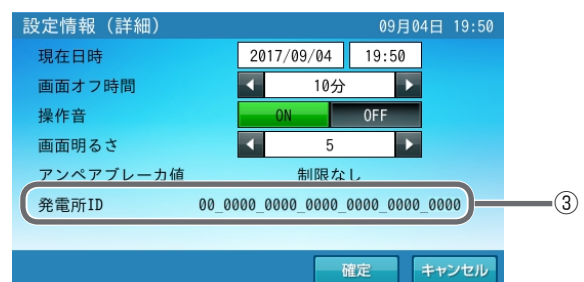 設定情報（詳細） 09月04日 19:50
現在日時 2017/09/04 19:50
画面オフ時間 10分
操作音 ON OFF
画面明るさ 5
アンペアブレーカ値 制限なし
発電所ID 00_0000_0000_0000_0000_0000_0000 ③
確定 キャンセル